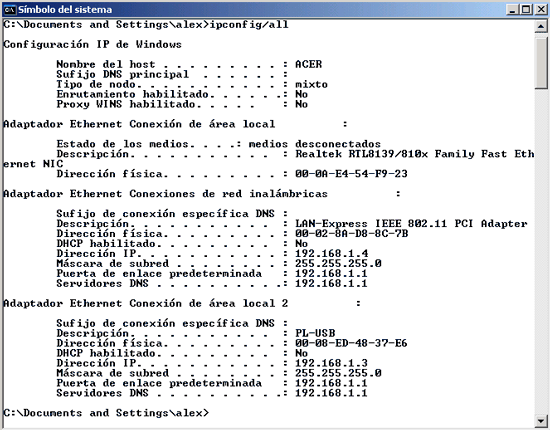 Símbolo del sistema
C:\Documents and Settings\alex>ipconfig/all
Configuración IP de Windows
Nombre del host . . . . . . . . . : ACER
Sufijo DNS principal . . . . . . :
Tipo de nodo. . . . . . . . . . . : mixto
Enrutamiento habilitado. . . . . .: No
Proxy WINS habilitado. . . . . : No
Adaptador Ethernet Conexión de área local :
Estado de los medios. . . .: medios desconectados
Descripción. . . . . . . . . . . : Realtek RTL8139/810x Family Fast Eth
ernet NIC
Dirección física. . . . . . . . . : 00-0A-E4-54-F9-23
Adaptador Ethernet Conexiones de red inalámbricas :
Sufijo de conexión específica DNS :
Descripción. . . . . . . . . . . : LAN-Express IEEE 802.11 PCI Adapter
Dirección física. . . . . . . . . : 00-02-8A-D8-8C-7B
DHCP habilitado. . . . . . . . . : No
Dirección IP. . . . . . . . . . . : 192.168.1.4
Máscara de subred . . . . . . . . : 255.255.255.0
Puerta de enlace predeterminada : 192.168.1.1
Servidores DNS . . . . . . . . . .: 192.168.1.1
Adaptador Ethernet Conexión de área local 2 :
Sufijo de conexión específica DNS :
Descripción. . . . . . . . . . . : PL-USB
Dirección física. . . . . . . . . : 00-08-ED-48-37-E6
DHCP habilitado. . . . . . . . . : No
Dirección IP. . . . . . . . . . . : 192.168.1.3
Máscara de subred . . . . . . . . : 255.255.255.0
Puerta de enlace predeterminada : 192.168.1.1
Servidores DNS . . . . . . . . . .: 192.168.1.1
C:\Documents and Settings\alex>